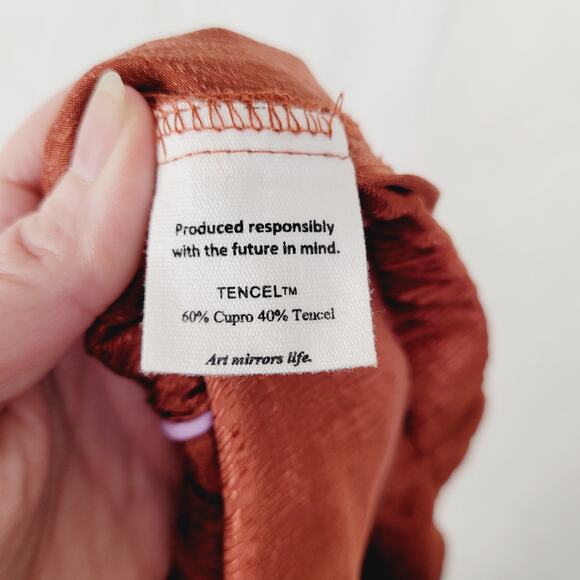 Produced responsibly
with the future in mind.
TENCEL™
60% Cupro 40% Tencel
Art mirrors life.